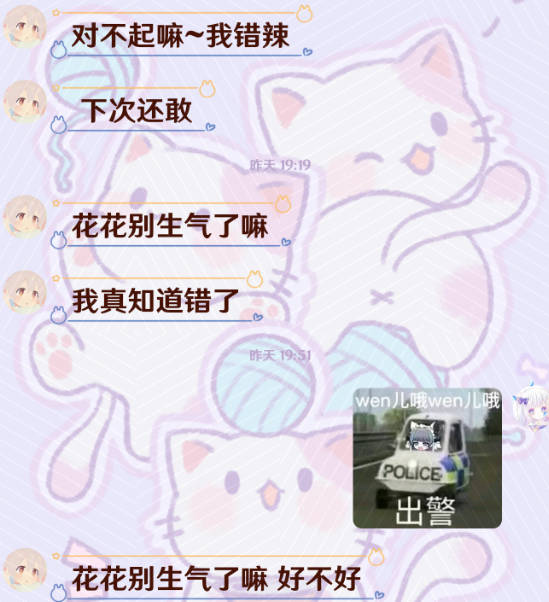 对不起嘛~我错辣
下次还敢
昨天 19:19
花花别生气了嘛
我真知道错了
昨天 19:51
wen儿哦wen儿哦
POLICE
出警
花花别生气了嘛 好不好